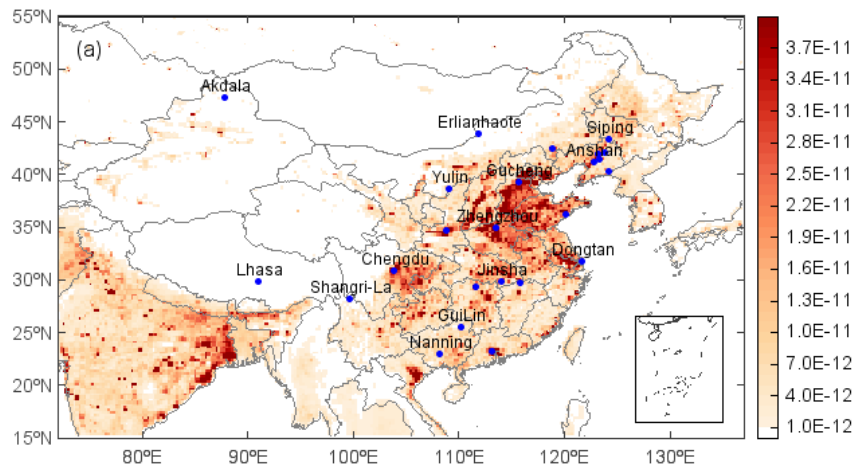 55°N
(a)
50°N
45°N
40°N
35°N
30°N
25°N
20°N
15°N
80°E
90°E
100°E
110°E
120°E
130°E
Akdala
Erlianhaote
Siping
Anshan
Gucheng
Yulin
Zhengzhou
Dongtan
Chengdu
Jinsha
Lhasa
Shangri-La
GuiLin
Nanning
3.7E-11
3.4E-11
3.1E-11
2.8E-11
2.5E-11
2.2E-11
1.9E-11
1.6E-11
1.3E-11
1.0E-11
7.0E-12
4.0E-12
1.0E-12